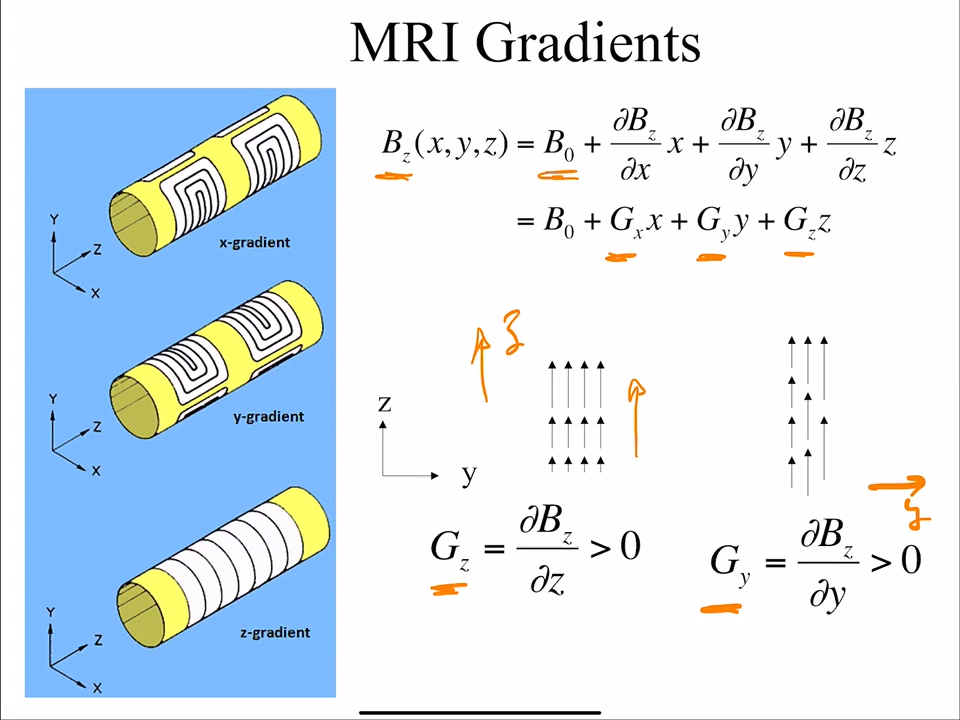 MRI Gradients
B_z(x, y, z) = B_0 + ∂B_z/∂x x + ∂B_z/∂y y + ∂B_z/∂z z
= B_0 + G_x x + G_y y + G_z z
Y
Z
X
x-gradient
Y
Z
X
y-gradient
Y
Z
X
z-gradient
z
y
G_z = ∂B_z/∂z > 0
G_y = ∂B_z/∂y > 0